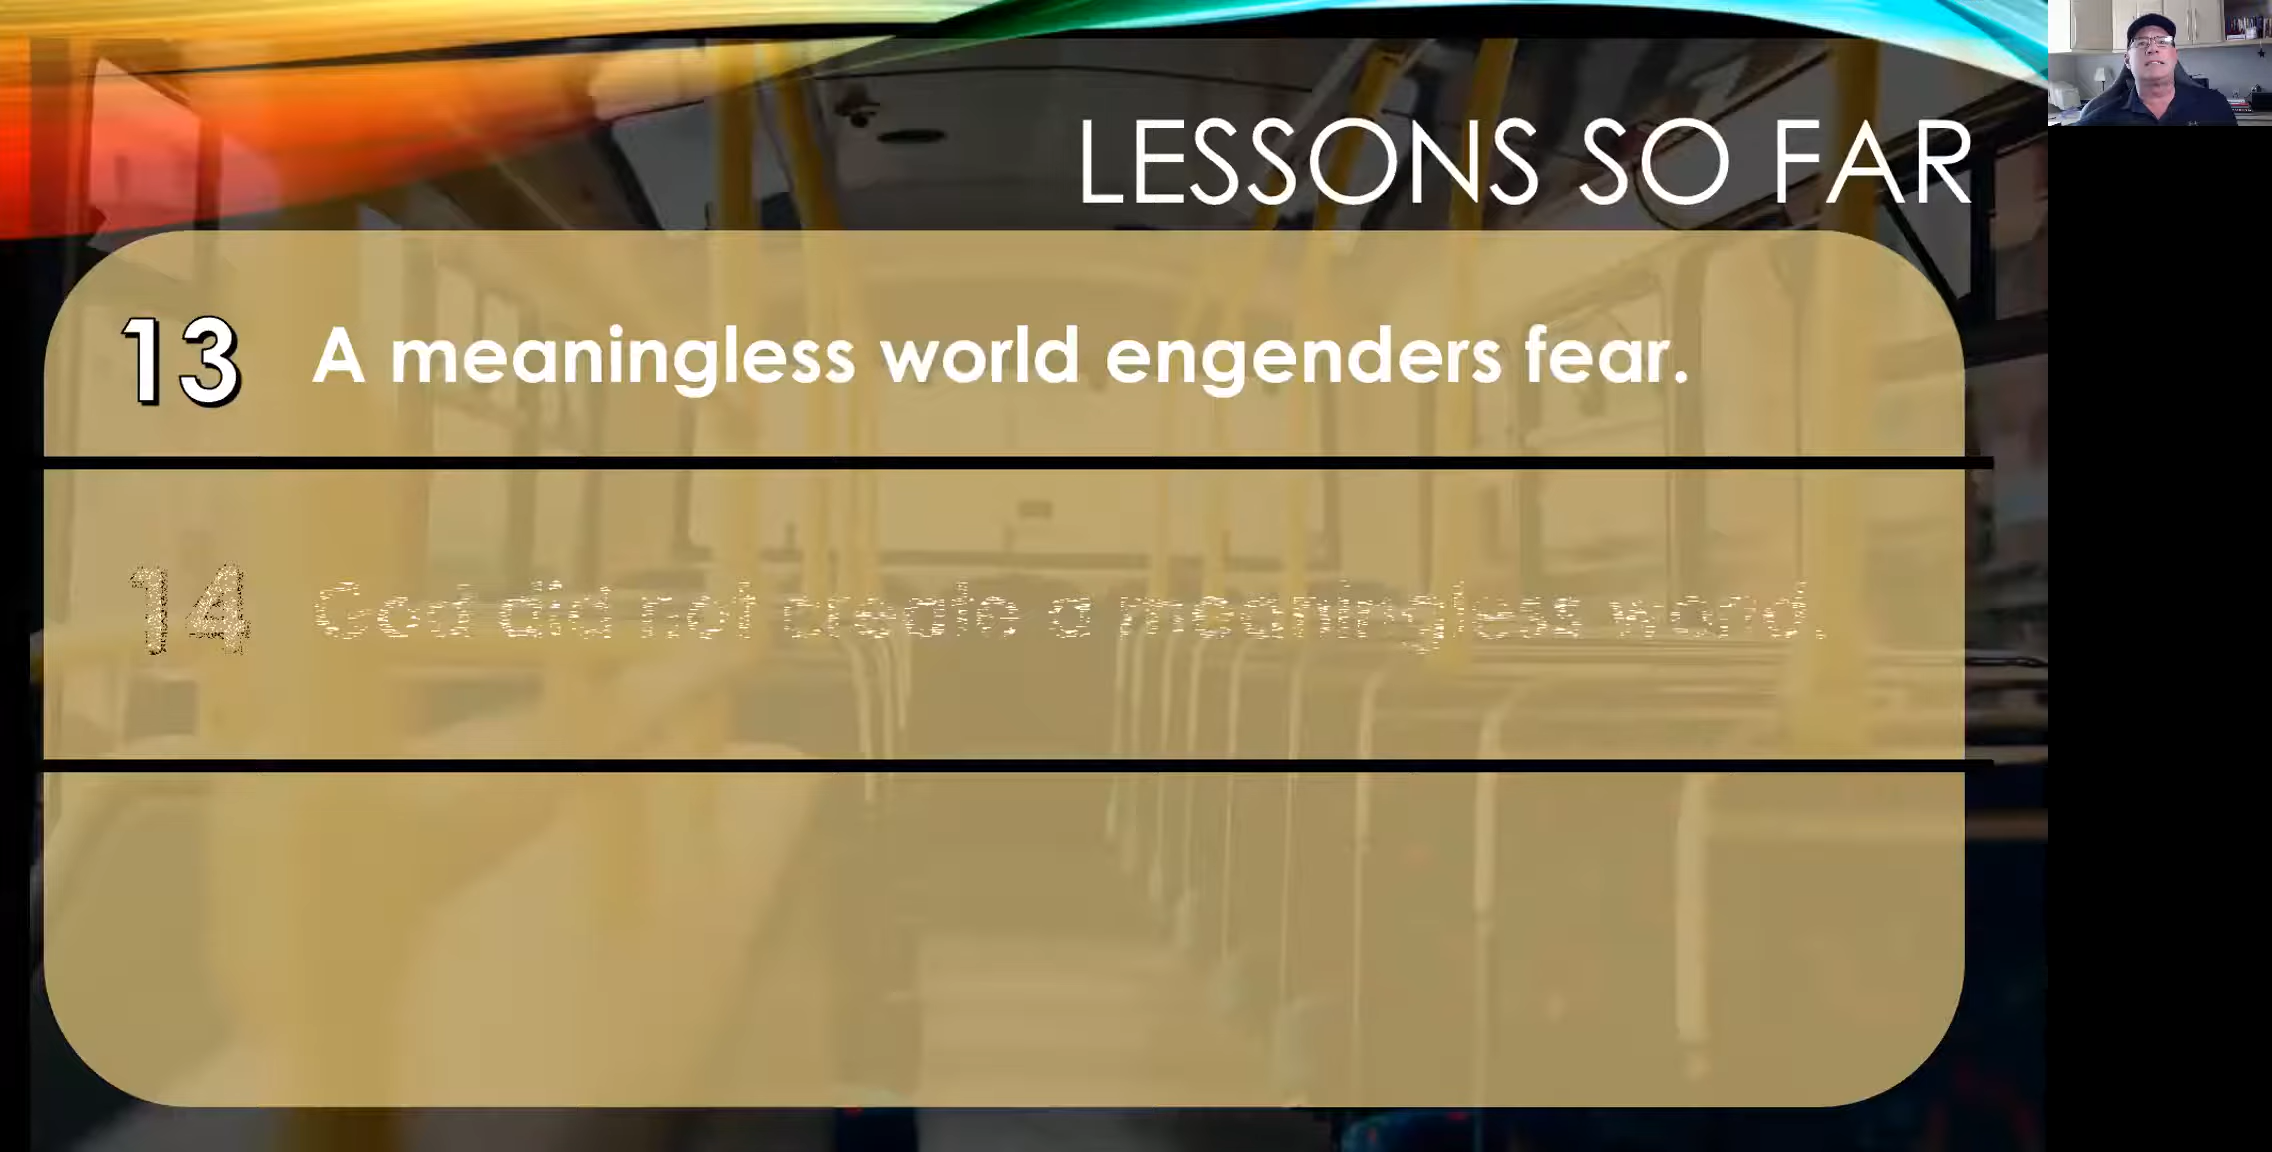 LESSONS SO FAR
13 A meaningless world engenders fear.
14 God did not create a meaningless world.